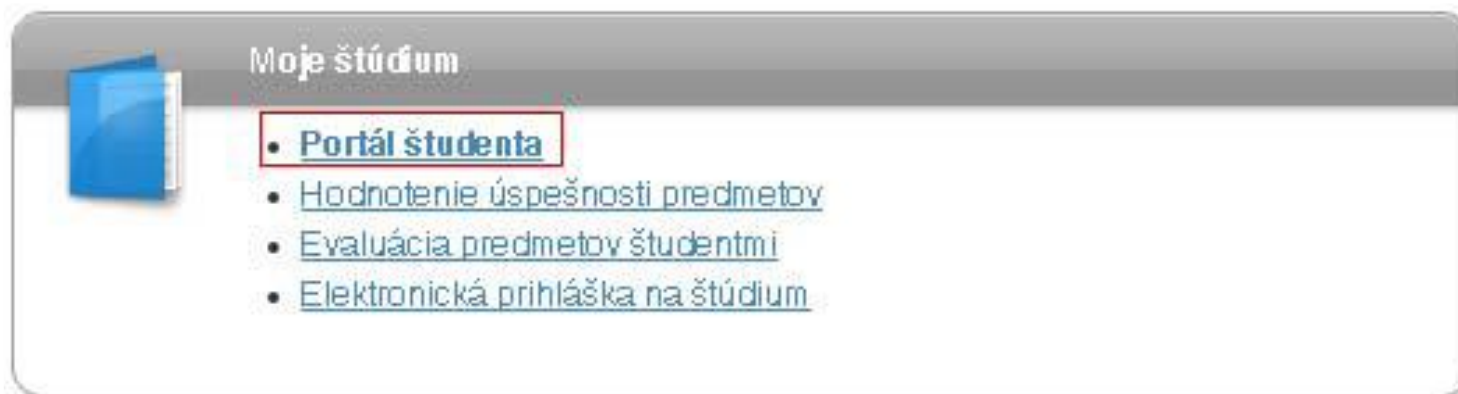 Moje štúdium
Portál študenta
Hodnotenie úspešnosti predmetov
Evaluácia predmetov študentmi
Elektronická prihláška na štúdium